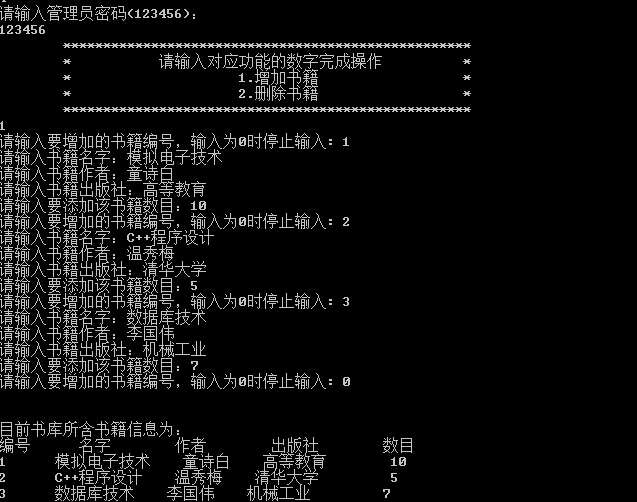 请输入管理员密码(123456):
123456
***************************************************
* 请输入对应功能的数字完成操作 *
* 1.增加书籍 *
* 2.删除书籍 *
***************************************************
1
请输入要增加的书籍编号，输入为0时停止输入: 1
请输入书籍名字: 模拟电子技术
请输入书籍作者: 童诗白
请输入书籍出版社: 高等教育
请输入要添加该书籍数目: 10
请输入要增加的书籍编号，输入为0时停止输入: 2
请输入书籍名字: C++程序设计
请输入书籍作者: 温秀梅
请输入书籍出版社: 清华大学
请输入要添加该书籍数目: 5
请输入要增加的书籍编号，输入为0时停止输入: 3
请输入书籍名字: 数据库技术
请输入书籍作者: 李国伟
请输入书籍出版社: 机械工业
请输入要添加该书籍数目: 7
请输入要增加的书籍编号，输入为0时停止输入: 0
目前书库所含书籍信息为:
编号 名字 作者 出版社 数目
1 模拟电子技术 童诗白 高等教育 10
2 C++程序设计 温秀梅 清华大学 5
3 数据库技术 李国伟 机械工业 7